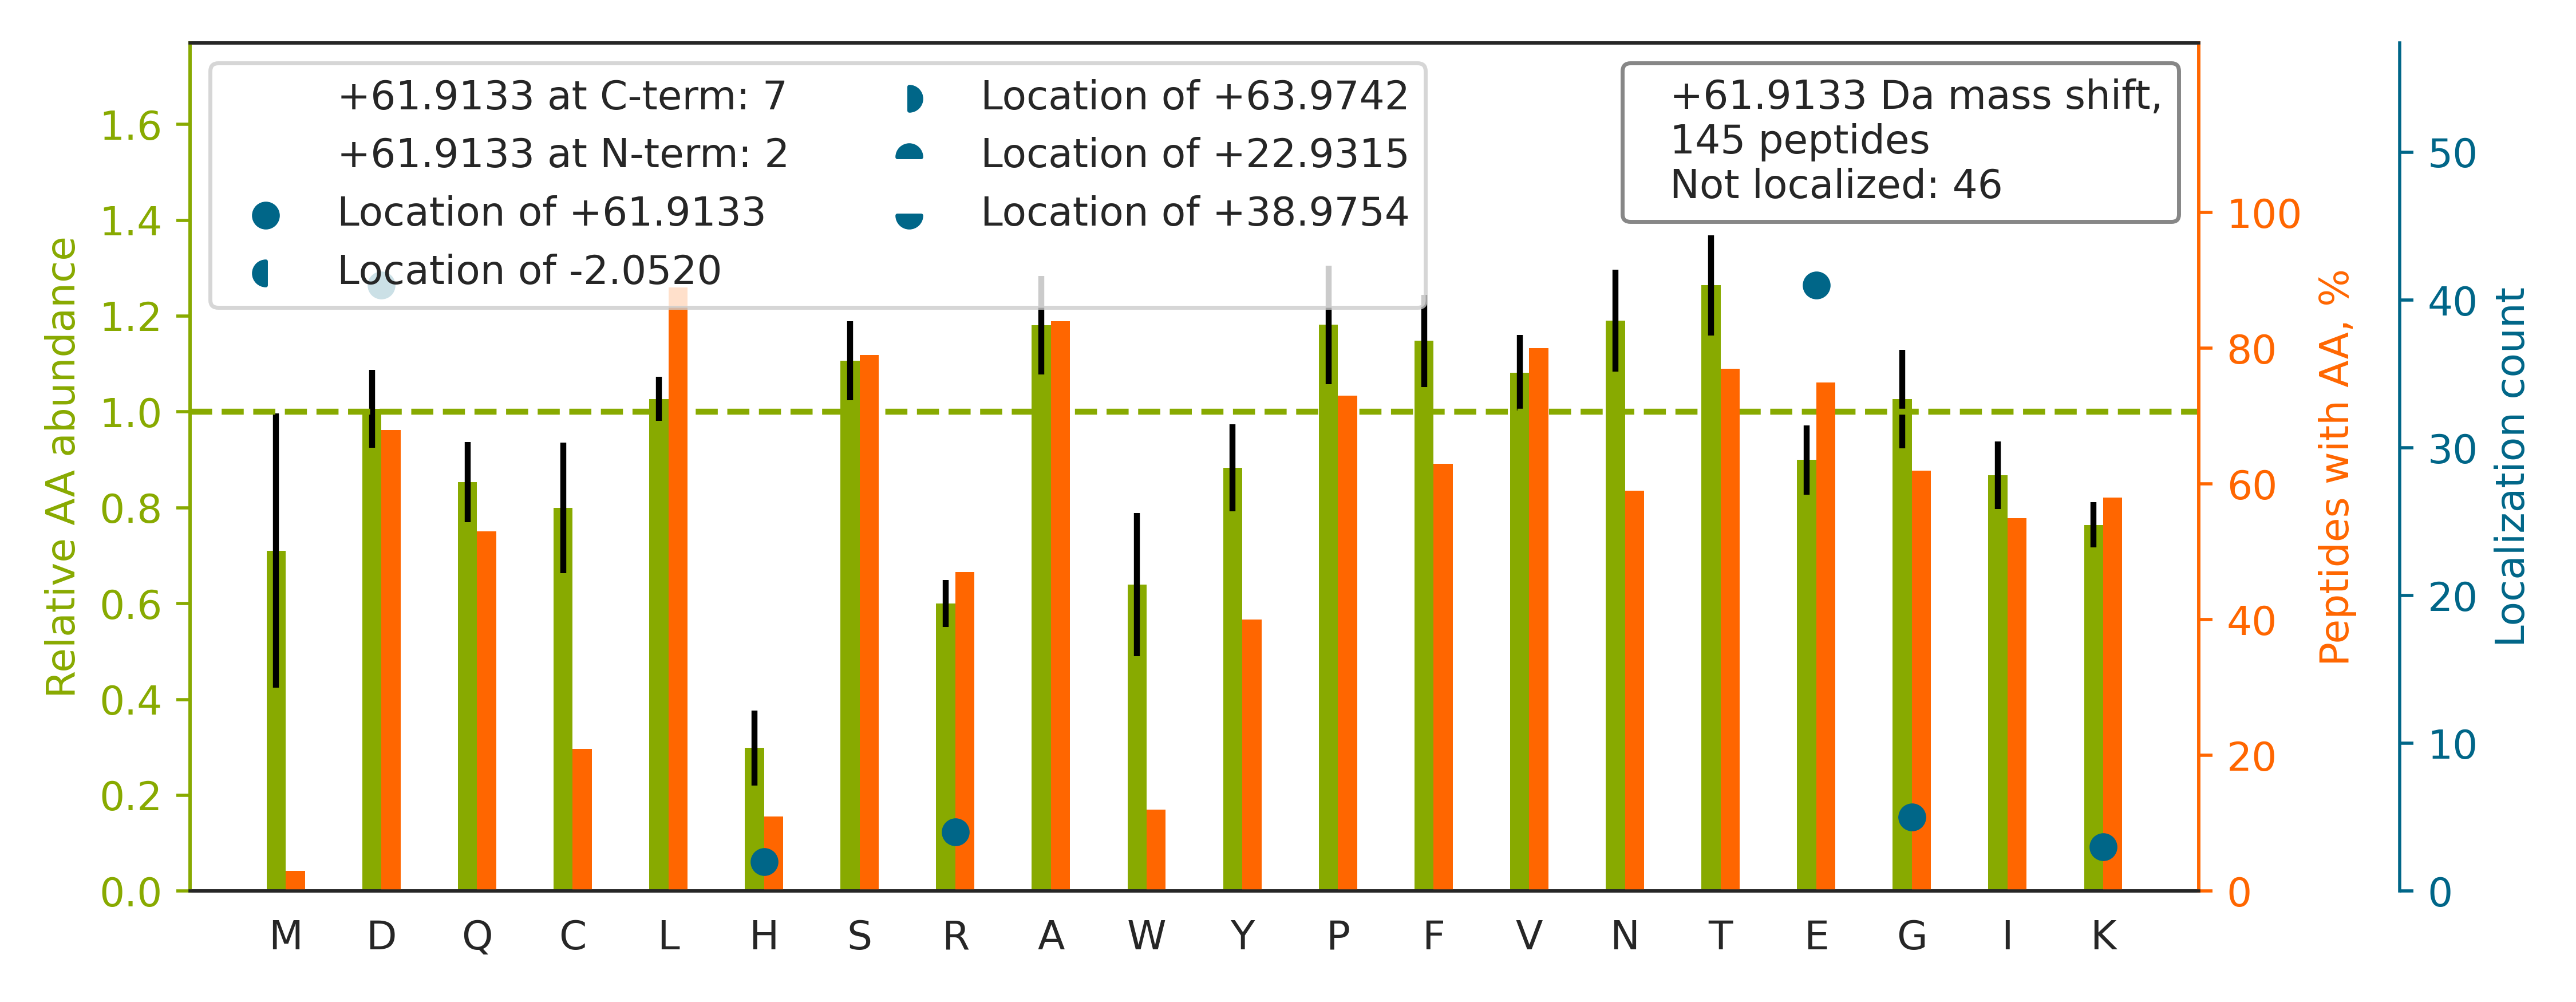 +61.9133 at C-term: 7
+61.9133 at N-term: 2
Location of +61.9133
Location of -2.0520
Location of +63.9742
Location of +22.9315
Location of +38.9754
+61.9133 Da mass shift,
145 peptides
Not localized: 46
Relative AA abundance
1.6
1.4
1.2
1.0
0.8
0.6
0.4
0.2
0.0
M D Q C L H S R A W Y P F V N T E G I K
100
80
60
40
20
0
Peptides with AA, %
50
40
30
20
10
0
Localization count